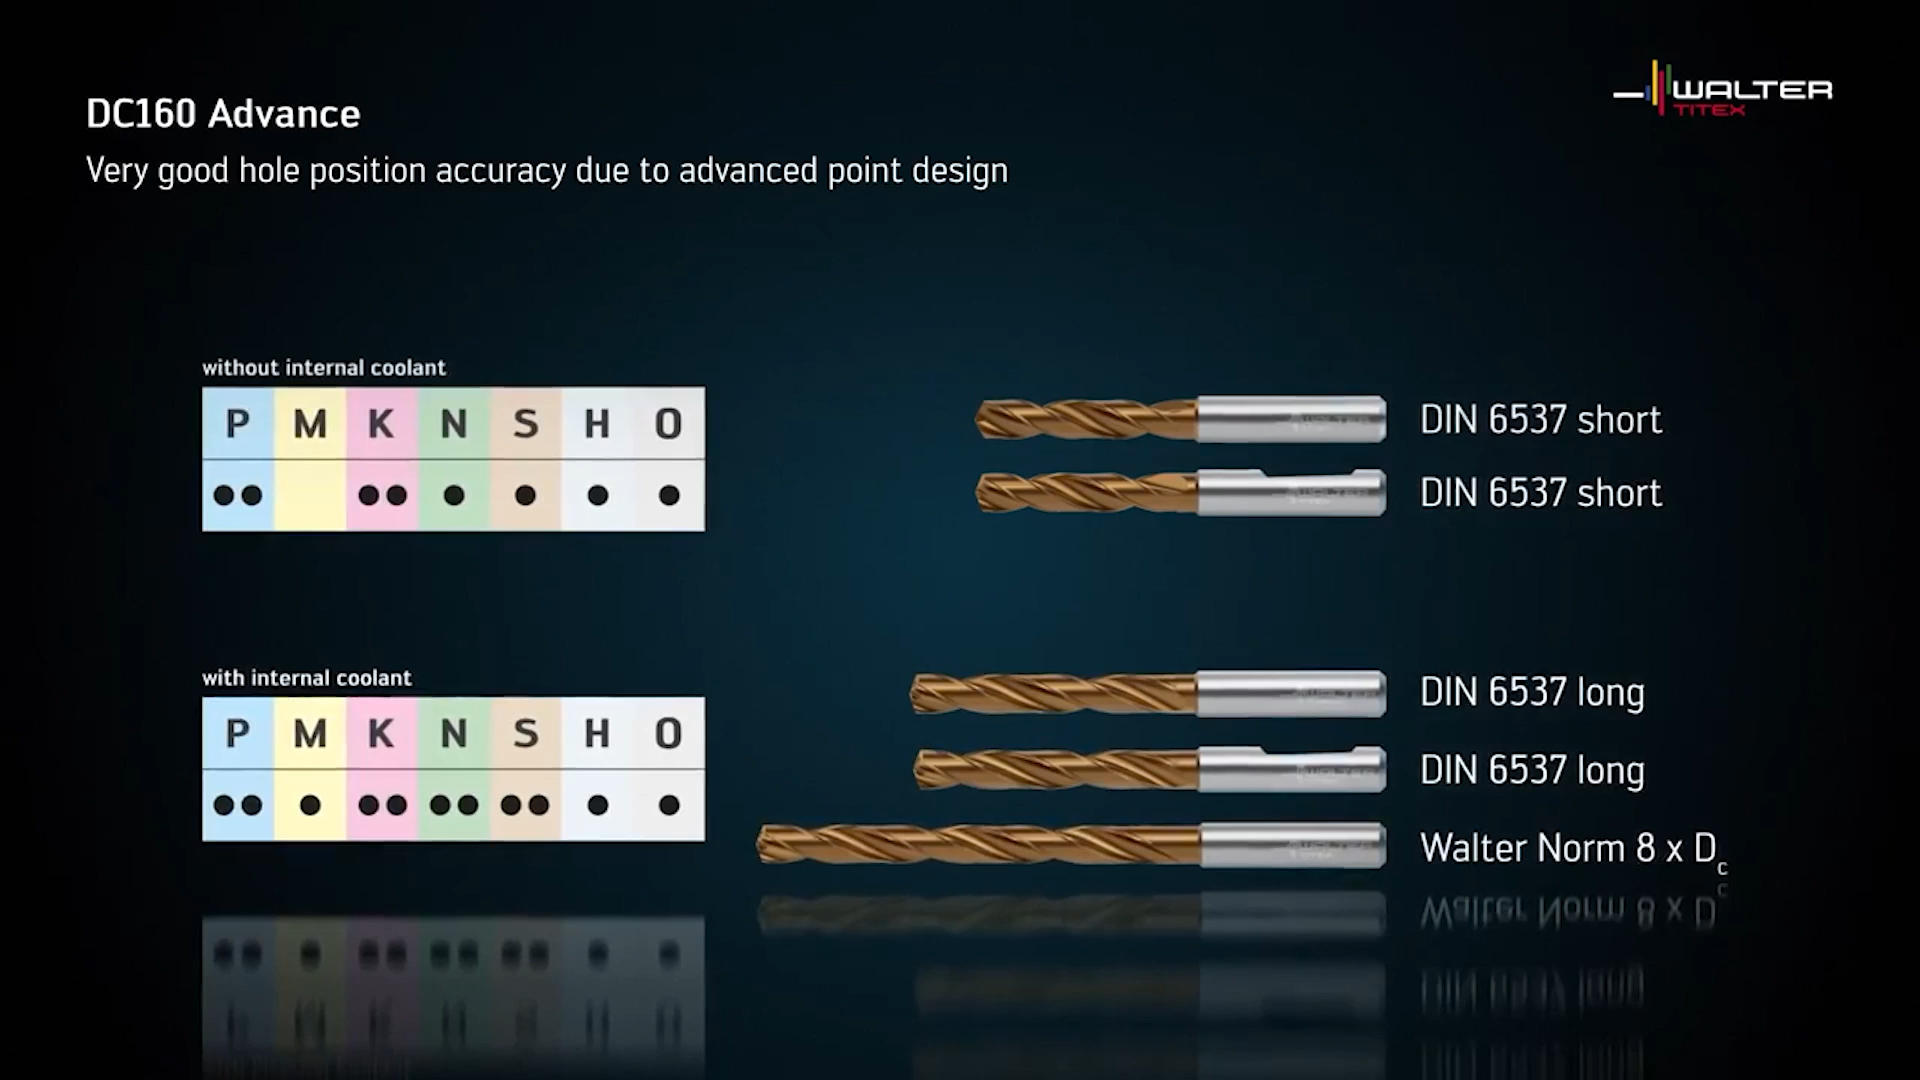 WALTER
TITEX
DC160 Advance
Very good hole position accuracy due to advanced point design
without internal coolant
P M K N S H O
●● ●● ● ● ● ●
DIN 6537 short
DIN 6537 short
with internal coolant
P M K N S H O
●● ● ●● ●● ●● ● ●
DIN 6537 long
DIN 6537 long
Walter Norm 8 x Dc